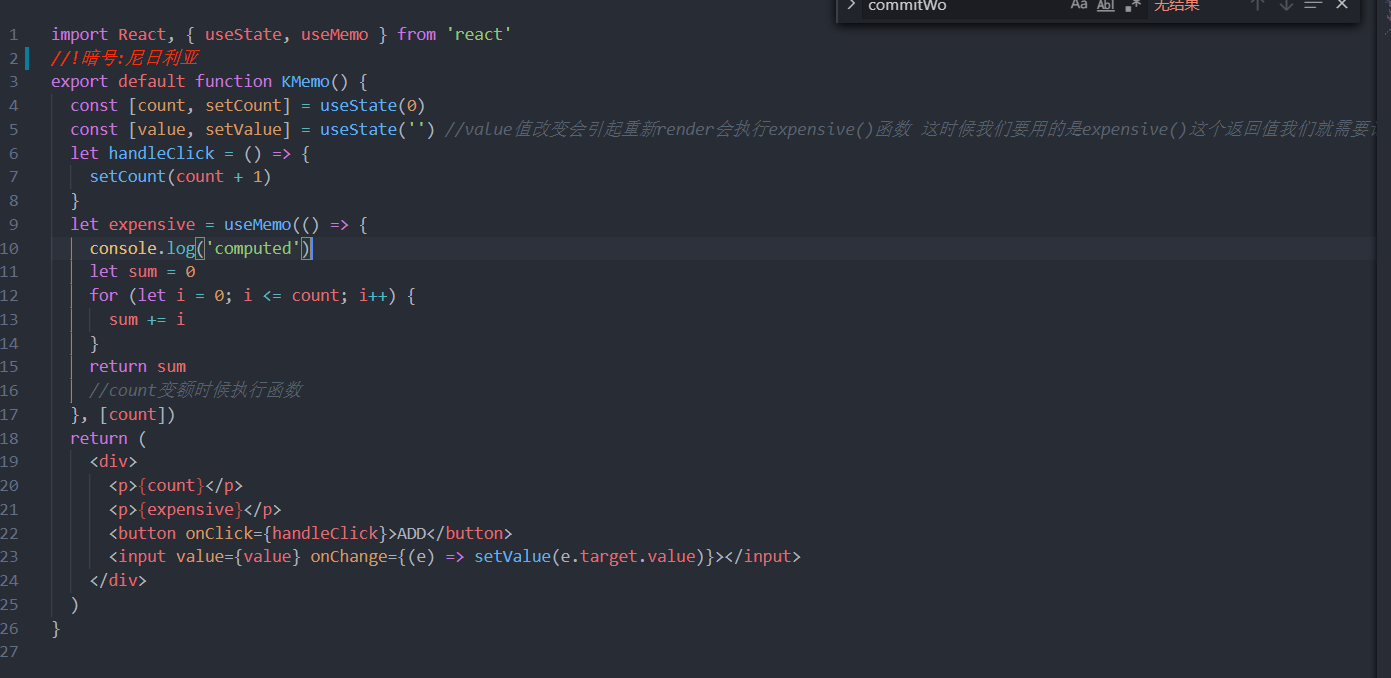 commitWo Aa Abl .* 无结果
1 import React, { useState, useMemo } from 'react'
2 //!暗号:尼日利亚
3 export default function KMemo() {
4 const [count, setCount] = useState(0)
5 const [value, setValue] = useState('') //value值改变会引起重新render会执行expensive()函数 这时候我们要用的是expensive()这个返回值我们就需要
6 let handleClick = () => {
7 setCount(count + 1)
8 }
9 let expensive = useMemo(() => {
10 console.log('computed')
11 let sum = 0
12 for (let i = 0; i <= count; i++) {
13 sum += i
14 }
15 return sum
16 //count变额时候执行函数
17 }, [count])
18 return (
19 <div>
20 <p>{count}</p>
21 <p>{expensive}</p>
22 <button onClick={handleClick}>ADD</button>
23 <input value={value} onChange={(e) => setValue(e.target.value)}></input>
24 </div>
25 )
26 }
27